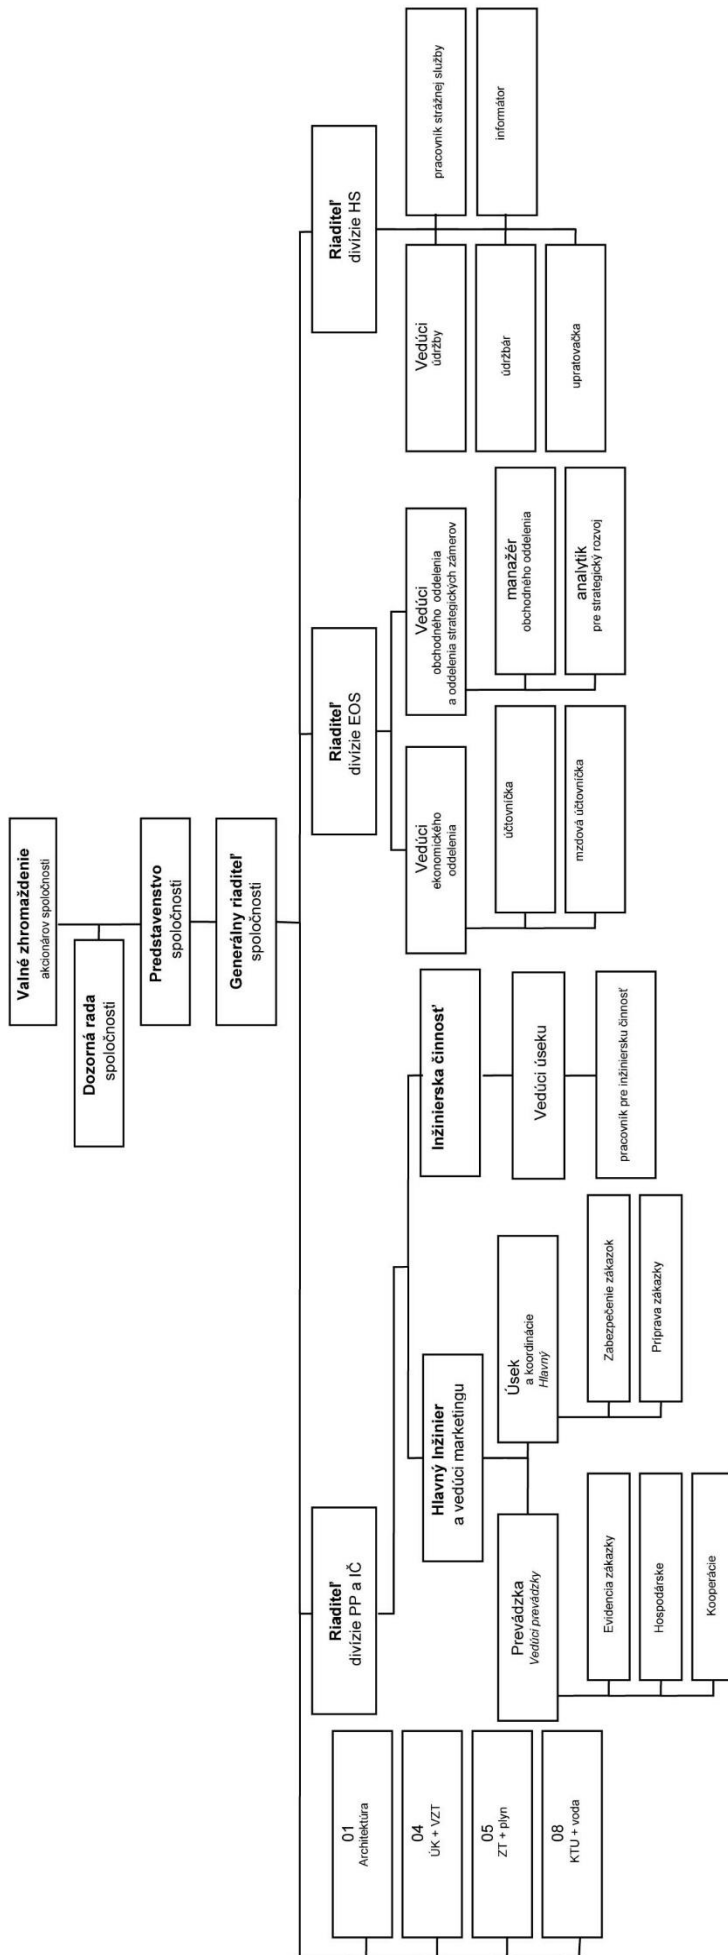 Valné zhromaždenie
akcionárov spoločnosti
Dozorná rada
spoločnosti
Predstavenstvo
spoločnosti
Generálny riaditeľ
spoločnosti
Riaditeľ
divízie PP a IČ
Riaditeľ
divízie EOS
Riaditeľ
divízie HS
01
Architektúra
04
ÚK + VZT
05
ZT + plyn
08
KTU + voda
Hlavný Inžinier
a vedúci marketingu
Inžinierska činnosť
Prevádzka
Vedúci prevádzky
Úsek
a koordinácie
Hlavný
Vedúci úseku
Evidencia zákazky
Hospodárske
Kooperácie
Zabezpečenie zákazok
Príprava zákazky
pracovník pre inžiniersku činnosť
Vedúci
ekonomického
oddelenia
Vedúci
obchodného oddelenia
a oddelenia strategických zámerov
účtovníčka
mzdová účtovníčka
manažér
obchodného oddelenia
analytik
pre strategický rozvoj
Vedúci
údržby
pracovník strážnej služby
údržbár
informátor
upratovačka